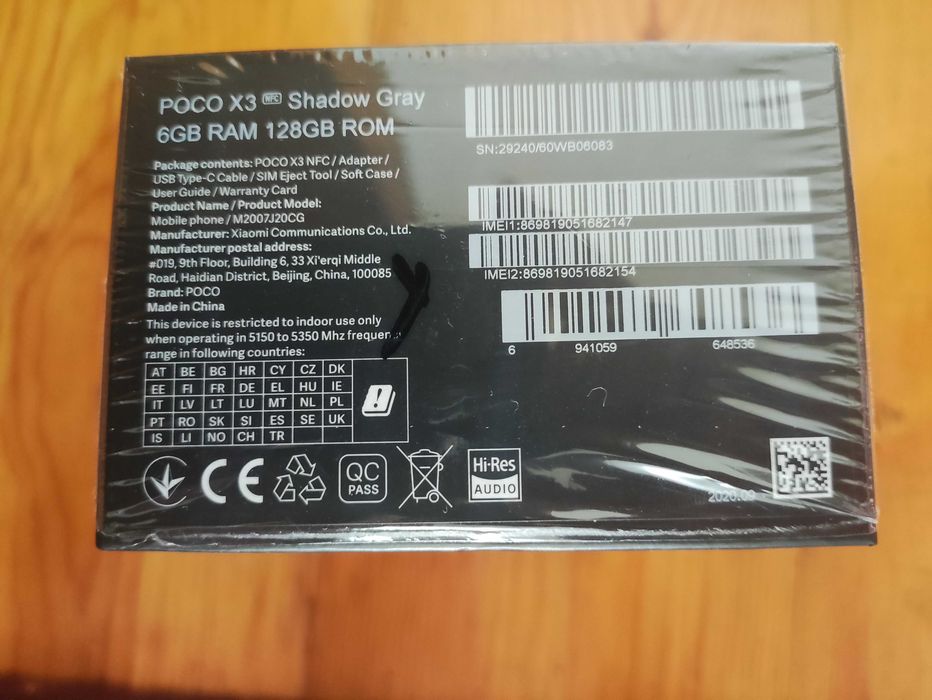 POCO X3 NFC Shadow Gray
6GB RAM 128GB ROM
Package contents: POCO X3 NFC / Adapter /
USB Type-C Cable / SIM Eject Tool / Soft Case /
User Guide / Warranty Card
Product Name / Product Model:
Mobile phone / M2007J20CG
Manufacturer: Xiaomi Communications Co., Ltd.
Manufacturer postal address:
#019, 9th Floor, Building 6, 33 Xi'erqi Middle
Road, Haidian District, Beijing, China, 100085
Brand: POCO
Made in China
This device is restricted to indoor use only
when operating in 5150 to 5350 Mhz
range in following countries:
AT BE BG HR CY CZ DK
EE FI FR DE EL HU IE
IT LV LT LU MT NL PL
PT RO SK SI ES SE UK
IS LI NO CH TR
CE
QC
PASS
Hi-Res
AUDIO
SN:29240/60WB06083
IMEI1:869819051682147
IMEI2:869819051682154
6 941059 648536
2020.09